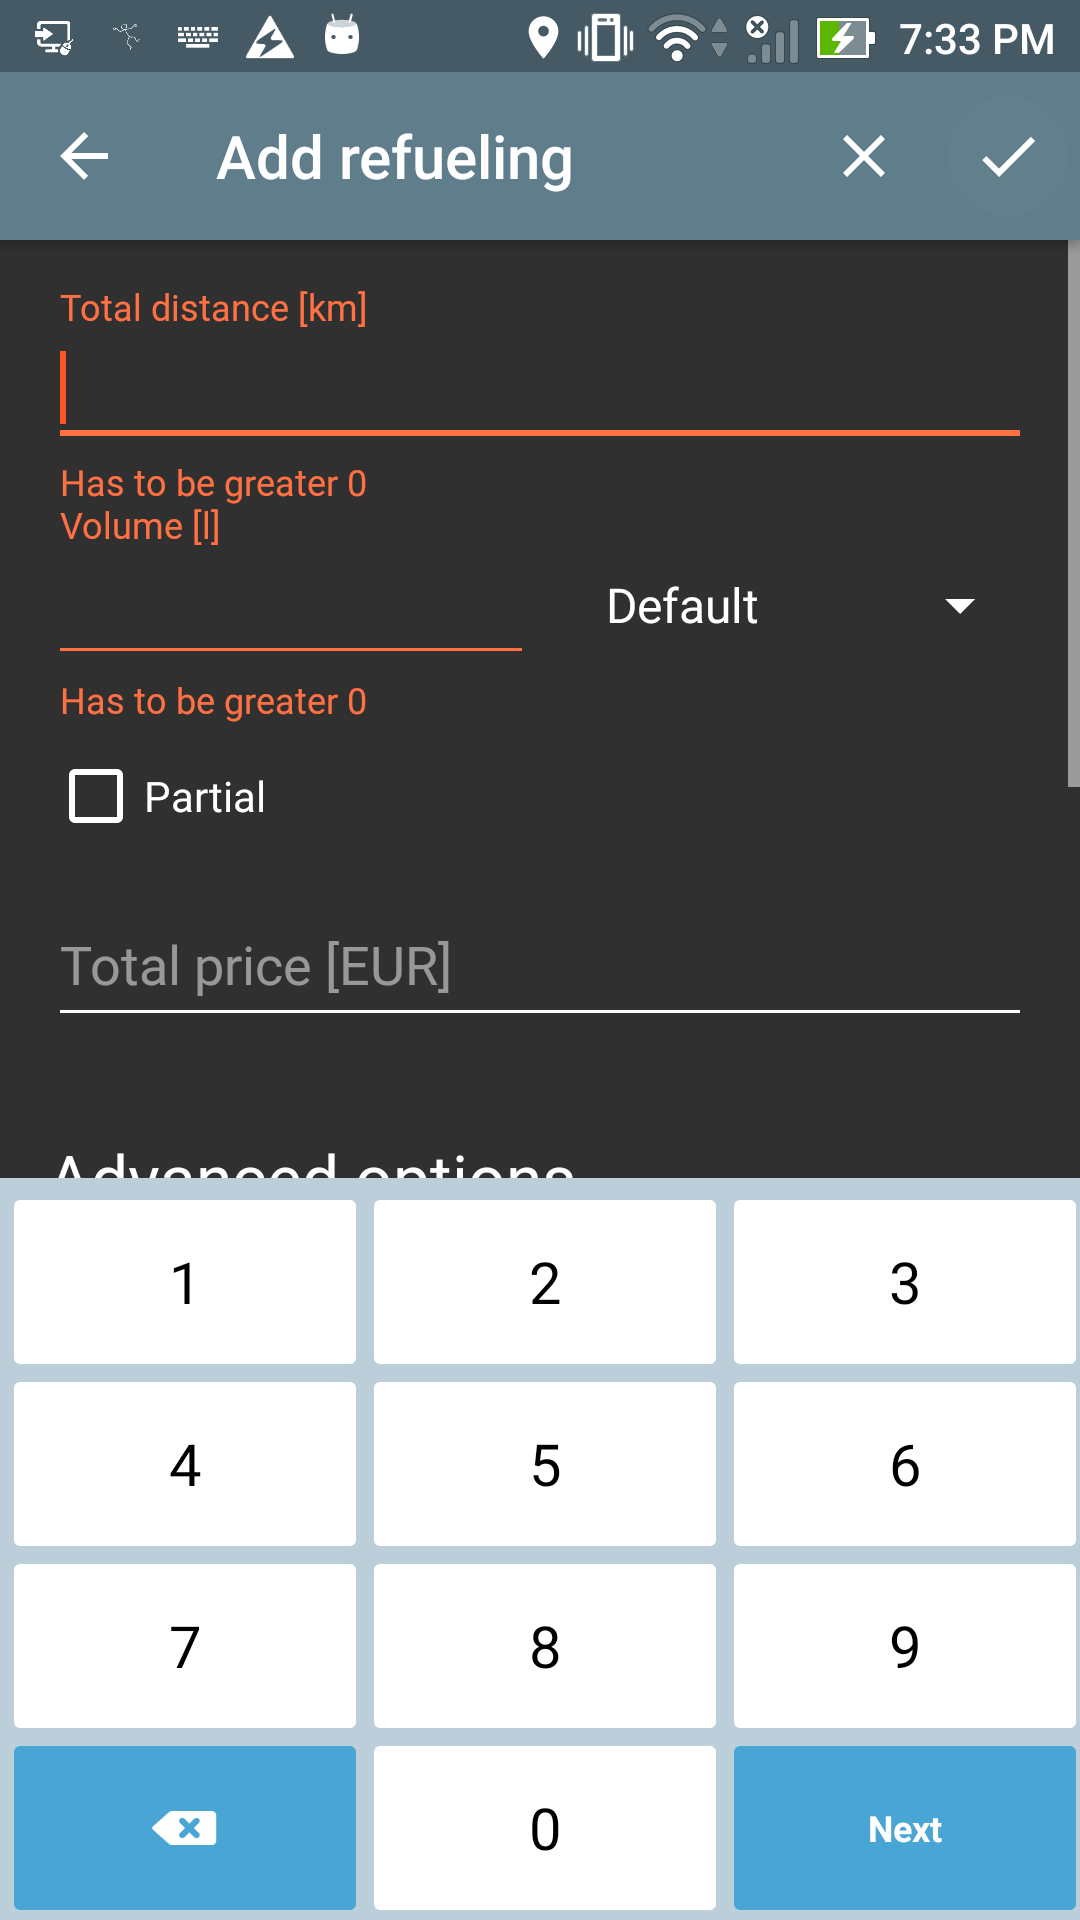 7:33 PM
Add refueling
Total distance [km]
Has to be greater 0
Volume [l]
Default
Has to be greater 0
Partial
Total price [EUR]
Advanced options
1 2 3
4 5 6
7 8 9
0 Next